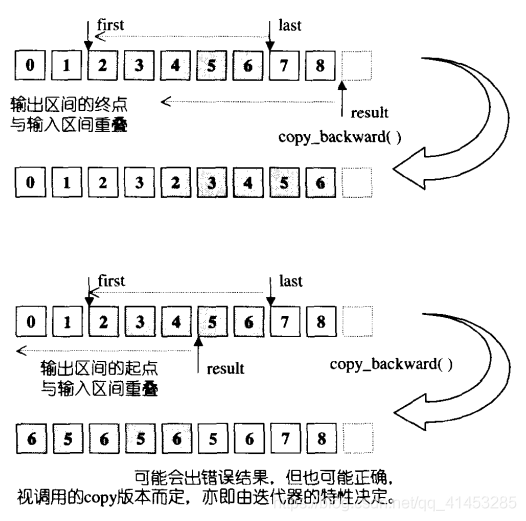 first last
0 1 2 3 4 5 6 7 8
输出区间的终点
与输入区间重叠
result
copy_backward( )
0 1 2 3 2 3 4 5 6
first last
0 1 2 3 4 5 6 7 8
输出区间的起点
与输入区间重叠
result
copy_backward( )
6 5 6 5 6 5 6 7 8
可能会出错误结果，但也可能正确，
视调用的copy版本而定，亦即由迭代器的特性决定。
https://blog.csdn.net/qq_41453285